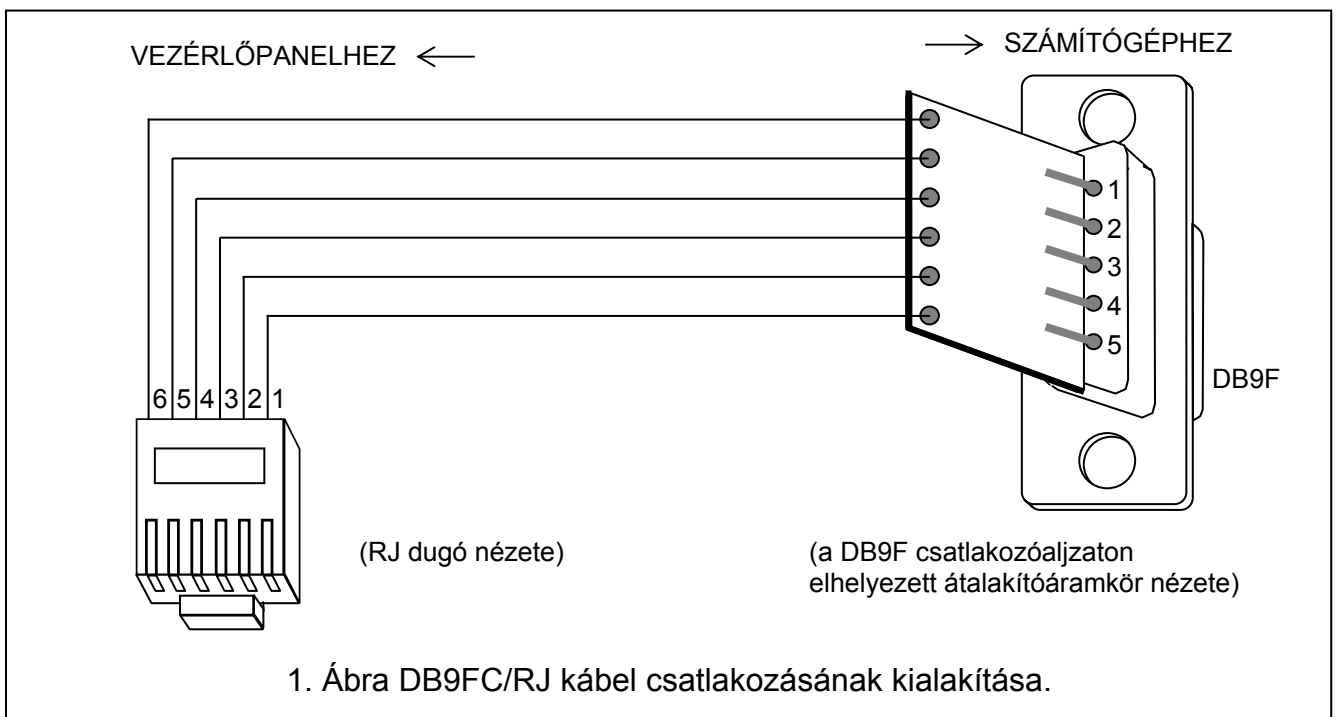 VEZÉRLŐPANELHEZ
SZÁMÍTÓGÉPHEZ
1
2
3
4
5
DB9F
6 5 4 3 2 1
(RJ dugó nézete)
(a DB9F csatlakozóaljzaton
elhelyezett átalakítóáramkör nézete)
1. Ábra DB9FC/RJ kábel csatlakozásának kialakítása.